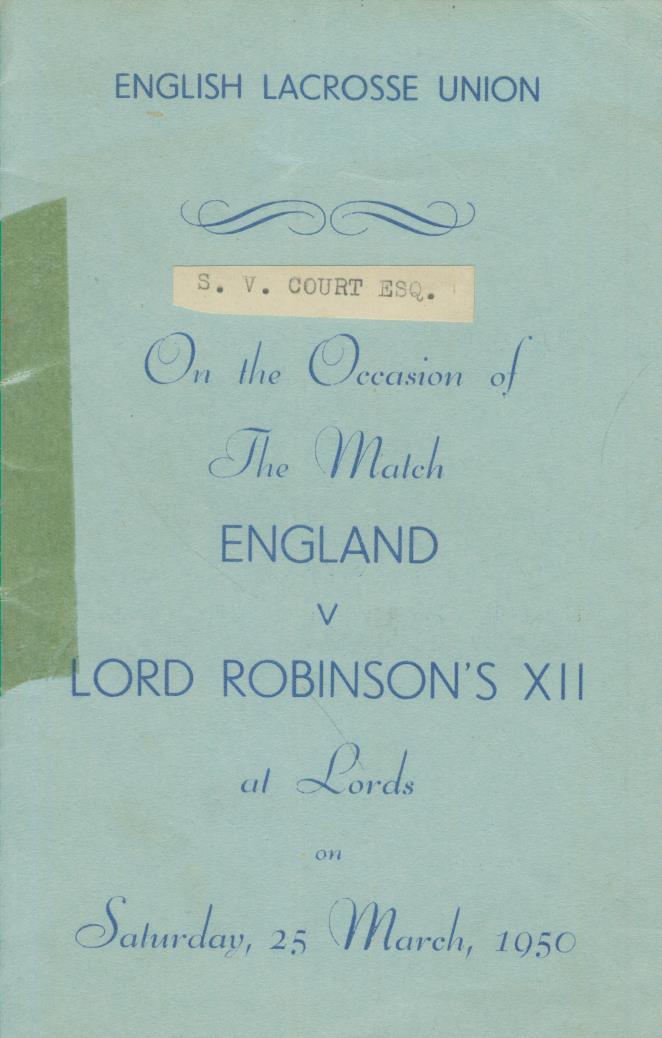 ENGLISH LACROSSE UNION
S. V. COURT ESQ.
On the Occasion of
The Match
ENGLAND
v
LORD ROBINSON'S XII
at Lords
on
Saturday, 25 March, 1950